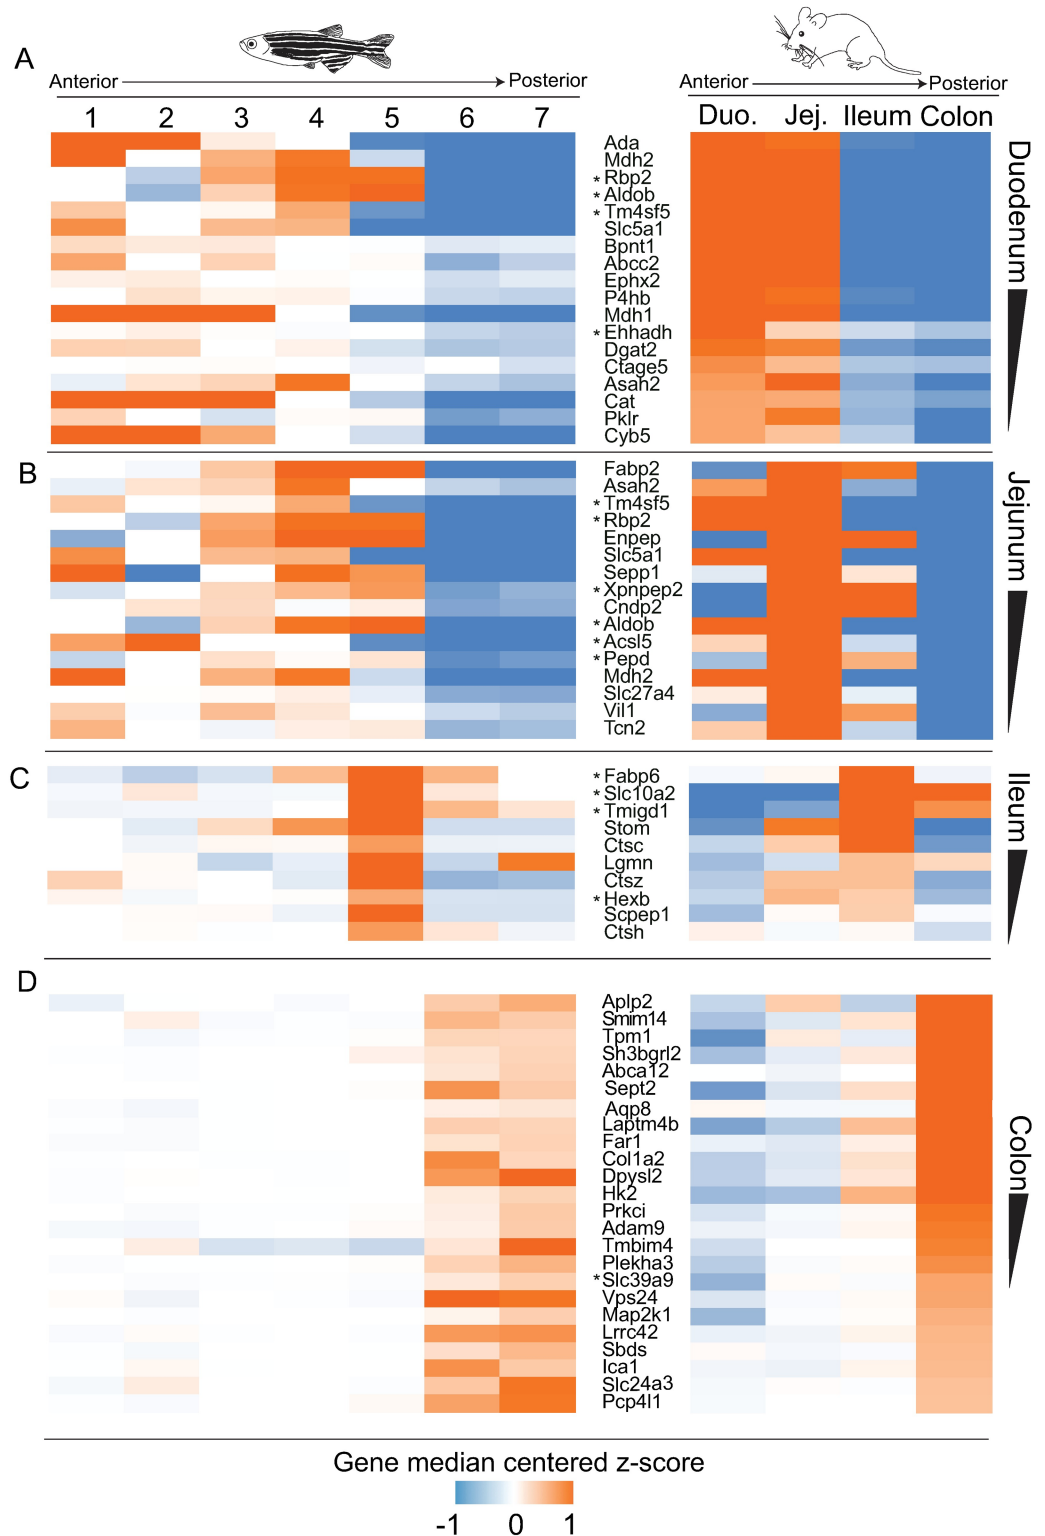 A
Anterior Posterior
Anterior Posterior
1 2 3 4 5 6 7
Duo. Jej. Ileum Colon
Ada
Mdh2
* Rbp2
* Aldob
* Tm4sf5
Slc5a1
Bpnt1
Abcc2
Ephx2
P4hb
Mdh1
* Ehhadh
Dgat2
Ctage5
Asah2
Cat
Pklr
Cyb5
Duodenum
B
Fabp2
Asah2
* Tm4sf5
* Rbp2
Enpep
Slc5a1
Sepp1
* Xpnpep2
Cndp2
* Aldob
* Acsl5
* Pepd
Mdh2
Slc27a4
Vil1
Tcn2
Jejunum
C
* Fabp6
* Slc10a2
* Tmigd1
Stom
Ctsc
Lgmn
Ctsz
* Hexb
Scpep1
Ctsh
Ileum
D
Aplp2
Smim14
Tpm1
Sh3bgrl2
Abca12
Sept2
Aqp8
Laptm4b
Far1
Col1a2
Dpysl2
Hk2
Prkci
Adam9
Tmbim4
Plekha3
* Slc39a9
Vps24
Map2k1
Lrrc42
Sbds
Ica1
Slc24a3
Pcp4l1
Colon
Gene median centered z-score
-1 0 1